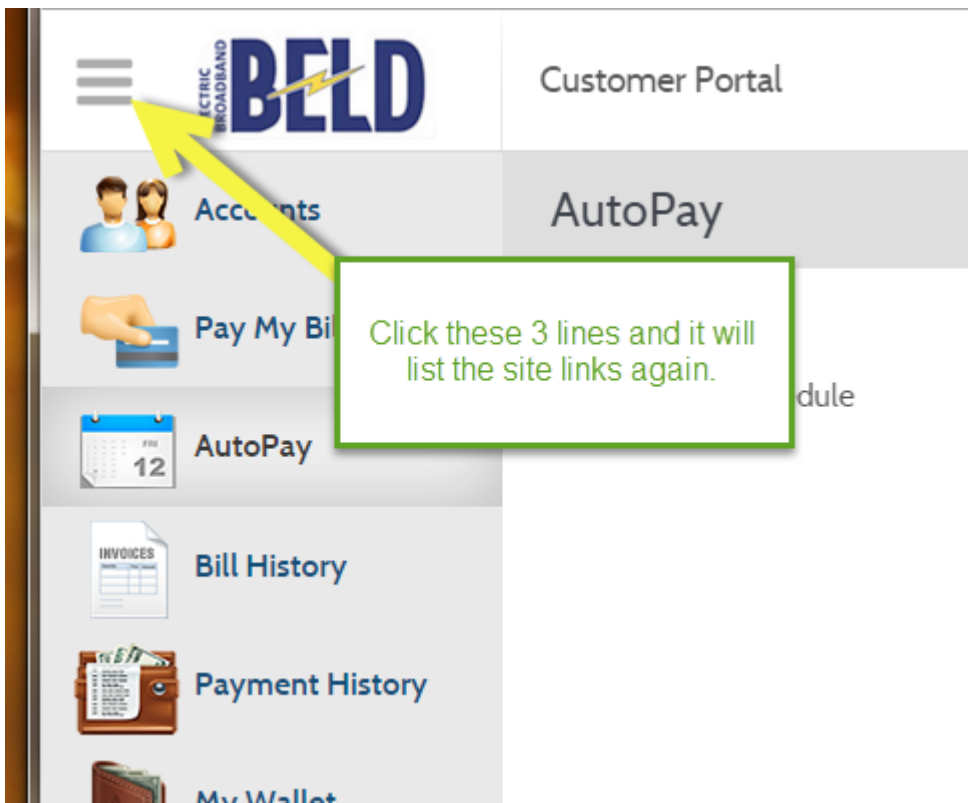 ELECTRIC
BROADBAND
BELD
Customer Portal
Accounts
AutoPay
Pay My Bil
Click these 3 lines and it will
list the site links again.
dule
FRI
12
AutoPay
INVOICES
Bill History
Payment History
My Wallet